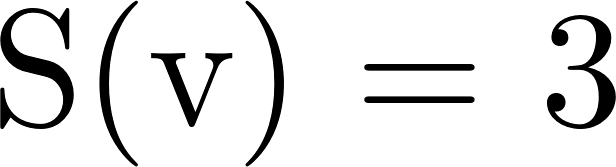 S(v) = 3